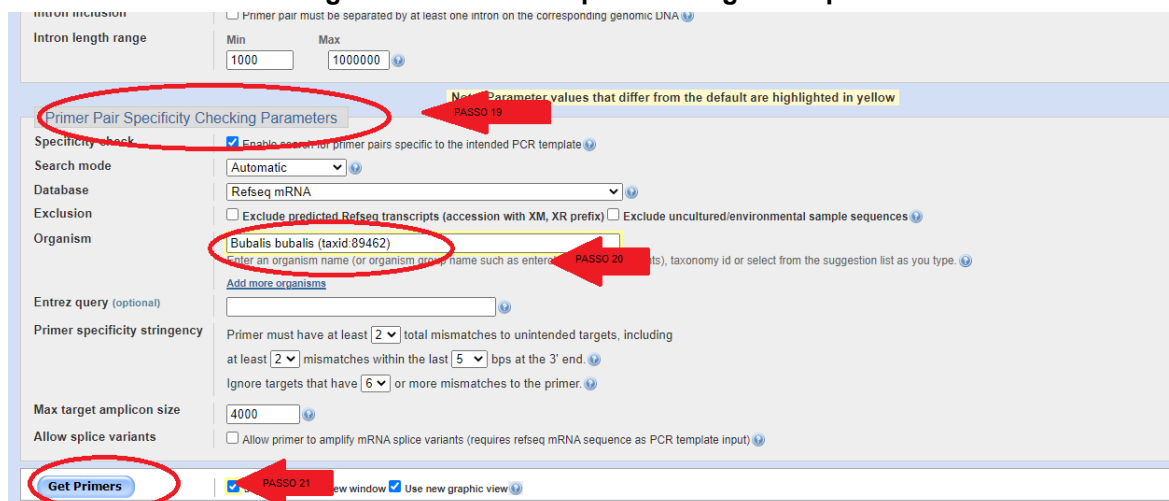 Primer pair must be separated by at least one intron on the corresponding genomic DNA
Intron length range Min Max
1000 1000000
Parameter values that differ from the default are highlighted in yellow
PASSO 19
Primer Pair Specificity Checking Parameters
Specificity check Enable search for primer pairs specific to the intended PCR template
Search mode Automatic
Database Refseq mRNA
Exclusion Exclude predicted Refseq transcripts (accession with XM, XR prefix) Exclude uncultured/environmental sample sequences
Organism Bubalis bubalis (taxid:89462)
Enter an organism name (or organism group name such as PASSO 20 taxonomy id or select from the suggestion list as you type.
Add more organisms
Entrez query (optional)
Primer specificity stringency Primer must have at least 2 total mismatches to unintended targets, including
at least 2 mismatches within the last 5 bps at the 3' end.
Ignore targets that have 6 or more mismatches to the primer.
Max target amplicon size 4000
Allow splice variants Allow primer to amplify mRNA splice variants (requires refseq mRNA sequence as PCR template input)
Get Primers PASSO 21 window Use new graphic view